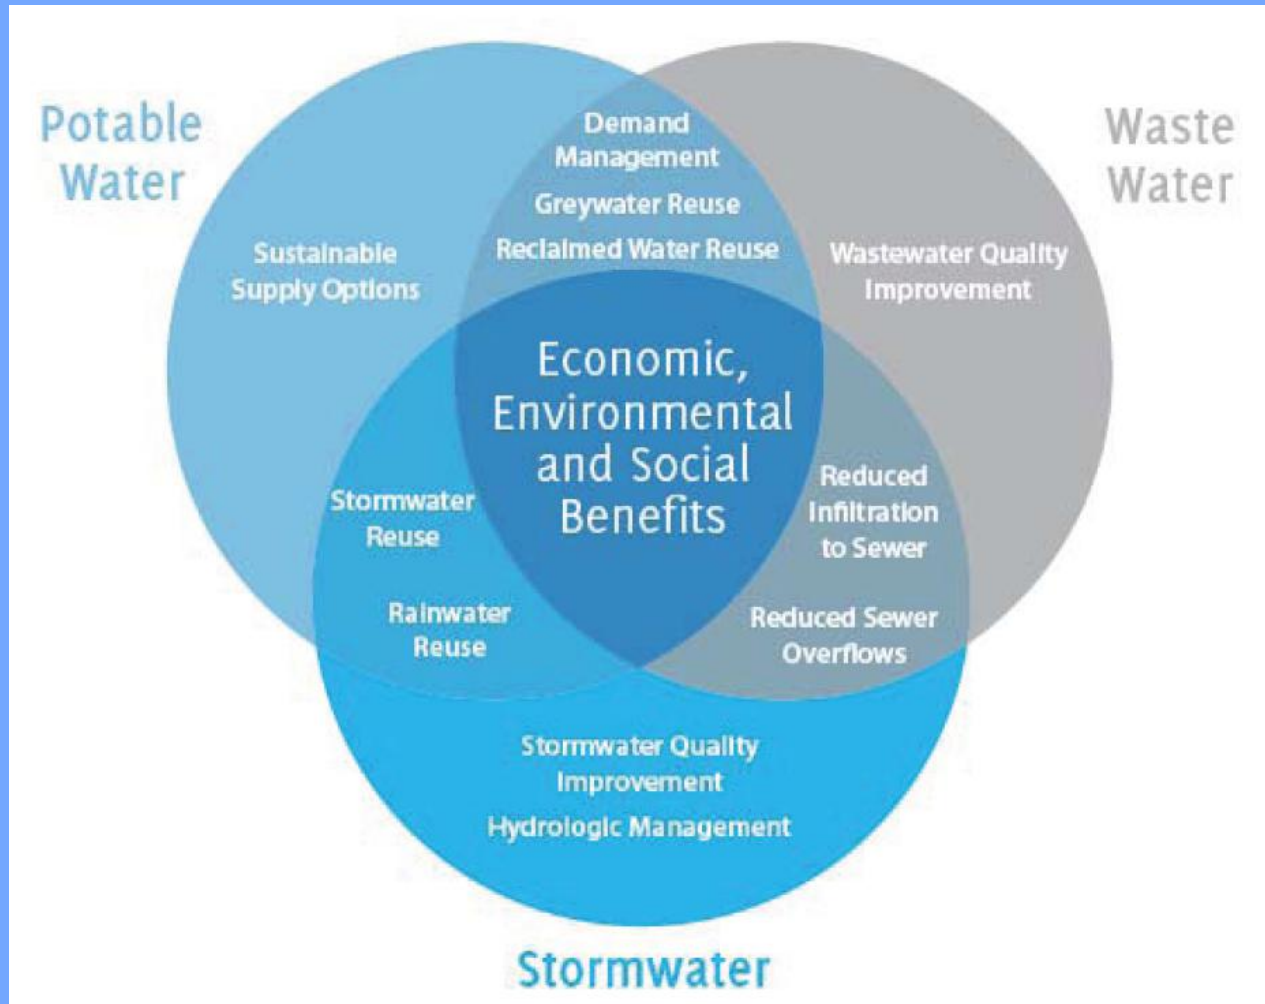 Potable
Water
Waste
Water
Demand
Management
Greywater Reuse
Reclaimed Water Reuse
Sustainable
Supply Options
Wastewater Quality
Improvement
Economic,
Environmental
and Social
Benefits
Stormwater
Reuse
Rainwater
Reuse
Reduced
Infiltration
to Sewer
Reduced Sewer
Overflows
Stormwater Quality
Improvement
Hydrologic Management
Stormwater